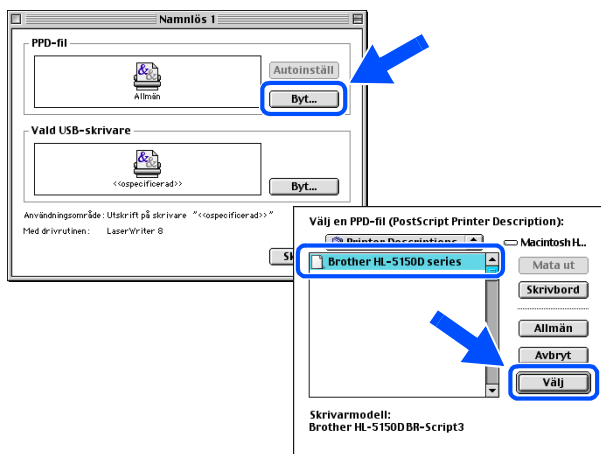 Namnlös 1
PPD-fil
Allmän
Autoinställ
Byt...
Vald USB-skrivare
<<ospecificerad>>
Byt...
Användningsområde: Utskrift på skrivare "<<ospecificerad>>"
Med drivrutinen: LaserWriter 8
Välj en PPD-fil (PostScript Printer Description):
Printer Descriptions
Macintosh H...
Brother HL-5150D series
Mata ut
Skrivbord
Allmän
Avbryt
Välj
Skrivarmodell:
Brother HL-5150D BR-Script3